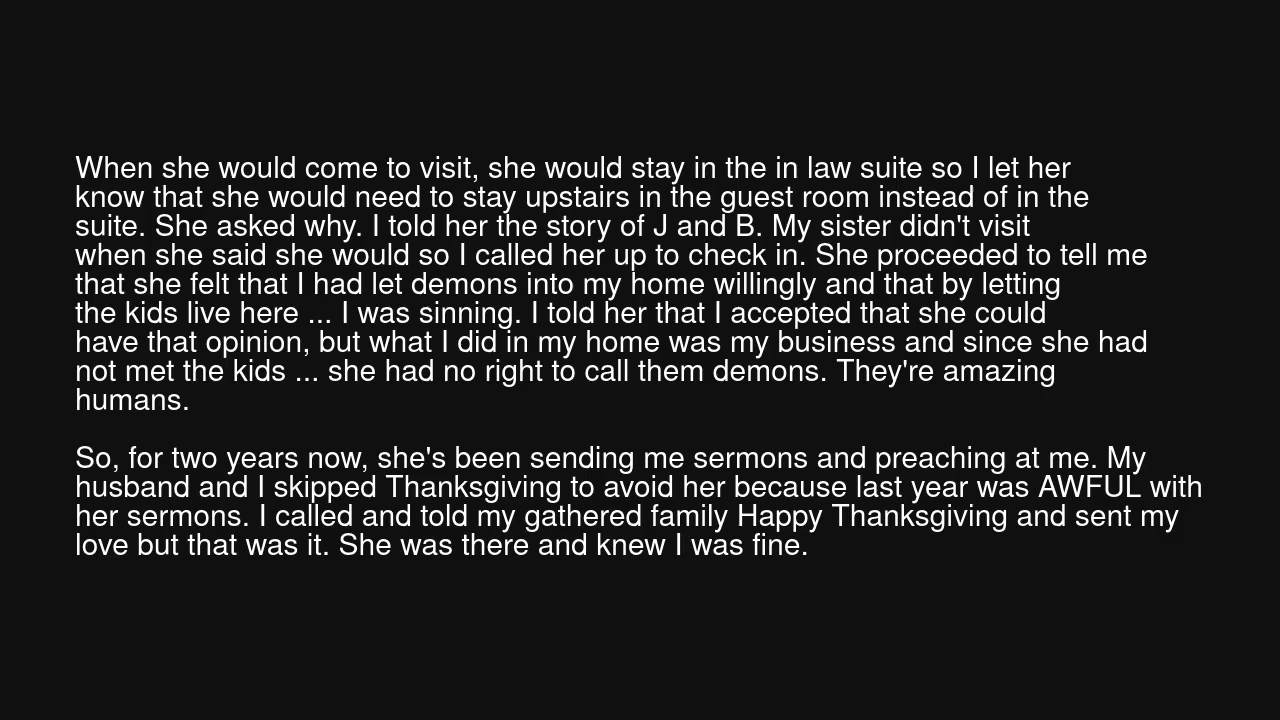 When she would come to visit, she would stay in the in law suite so I let her
know that she would need to stay upstairs in the guest room instead of in the
suite. She asked why. I told her the story of J and B. My sister didn't visit
when she said she would so I called her up to check in. She proceeded to tell me
that she felt that I had let demons into my home willingly and that by letting
the kids live here ... I was sinning. I told her that I accepted that she could
have that opinion, but what I did in my home was my business and since she had
not met the kids ... she had no right to call them demons. They're amazing
humans.
So, for two years now, she's been sending me sermons and preaching at me. My
husband and I skipped Thanksgiving to avoid her because last year was AWFUL with
her sermons. I called and told my gathered family Happy Thanksgiving and sent my
love but that was it. She was there and knew I was fine.